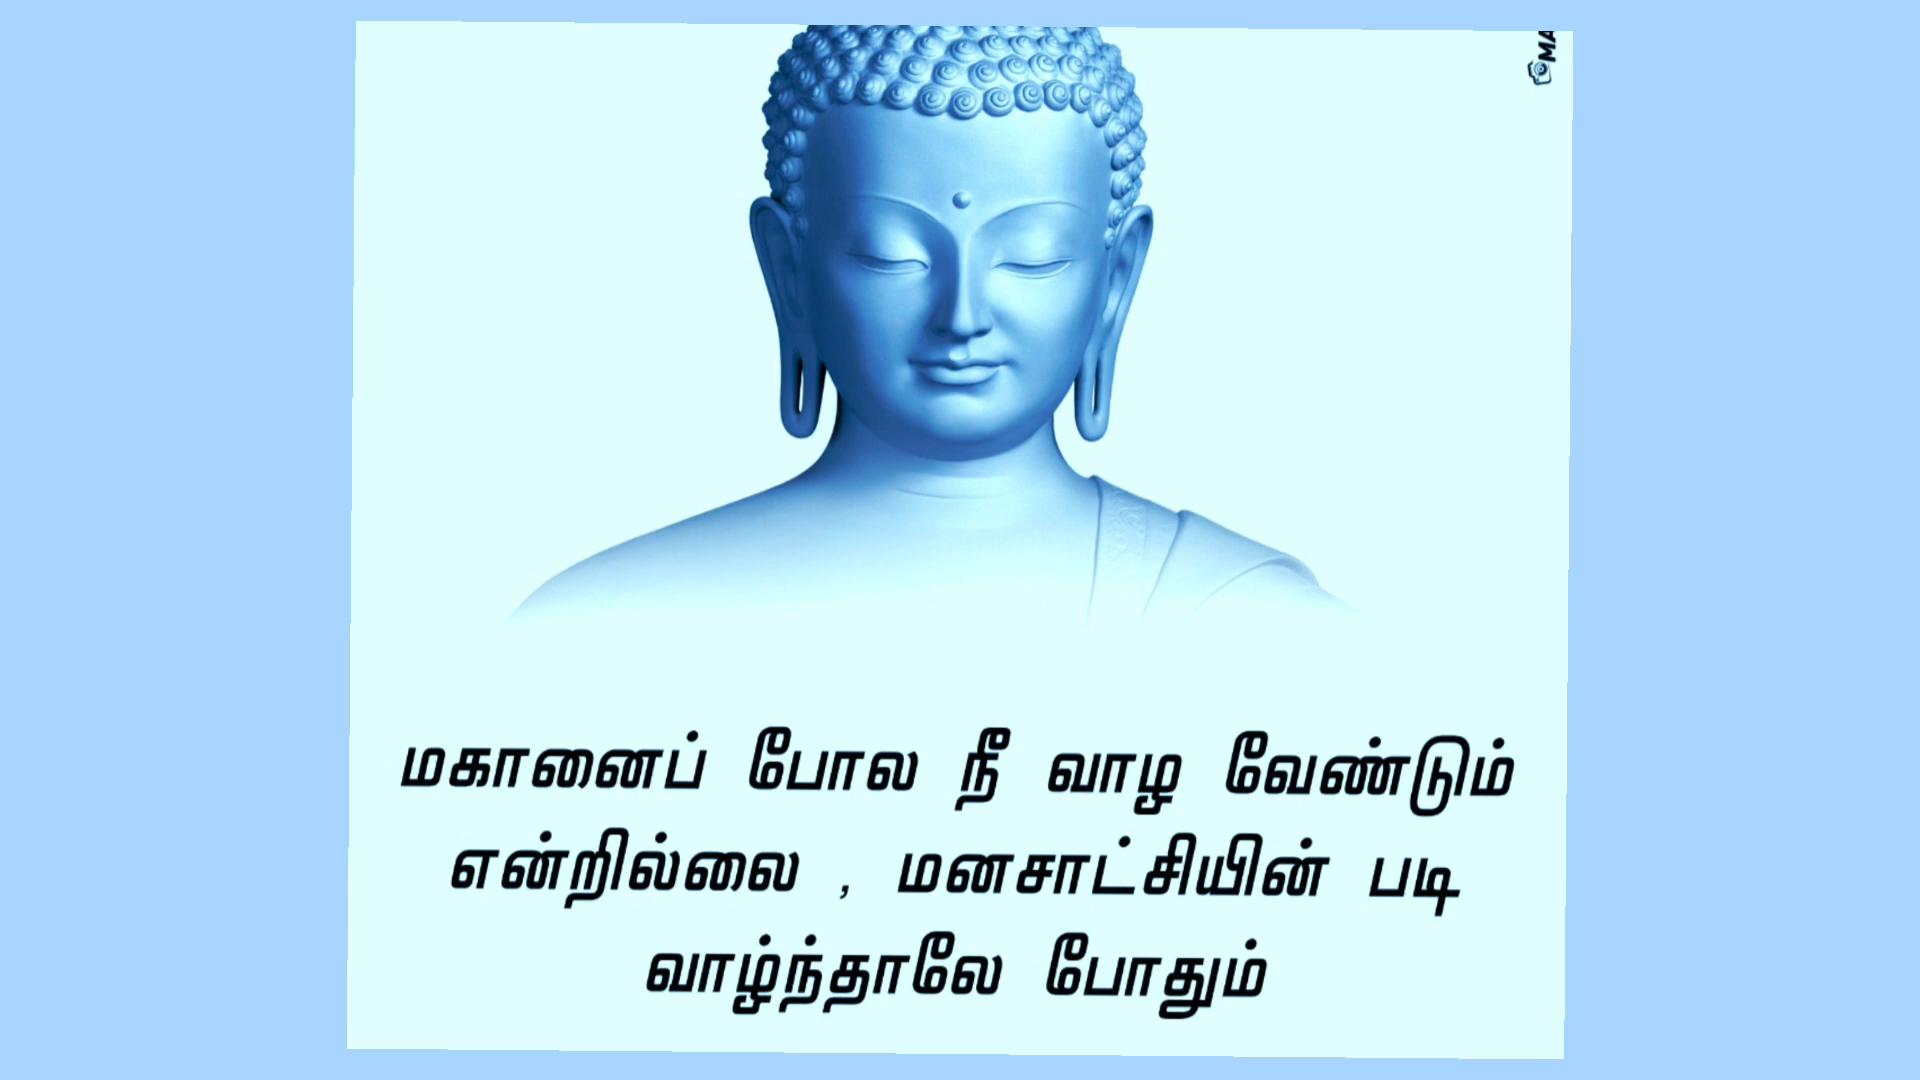 மகானைப் போல நீ வாழ வேண்டும்
என்றில்லை , மனசாட்சியின் படி
வாழ்ந்தாலே போதும்